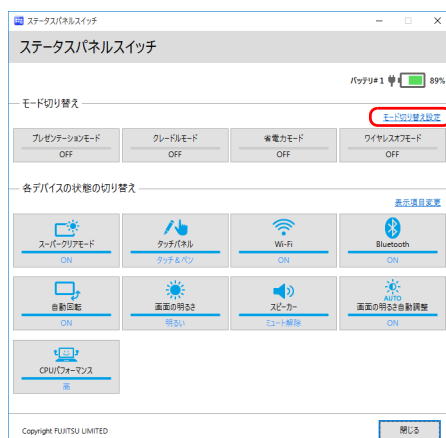 ステータスパネルスイッチ
ステータスパネルスイッチ
バッテリ#1 89%
モード切り替え
モード切り替え設定
プレゼンテーションモード クレードルモード 省電力モード ワイヤレスオフモード
OFF OFF OFF OFF
各デバイスの状態の切り替え
表示項目変更
スーパークリアモード タッチパネル Wi-Fi Bluetooth
ON タッチ&ペン ON ON
AUTO
自動回転 画面の明るさ スピーカー 画面の明るさ自動調整
ON 明るい ミュート解除 ON
CPUパフォーマンス
高
Copyright FUJITSU LIMITED 閉じる